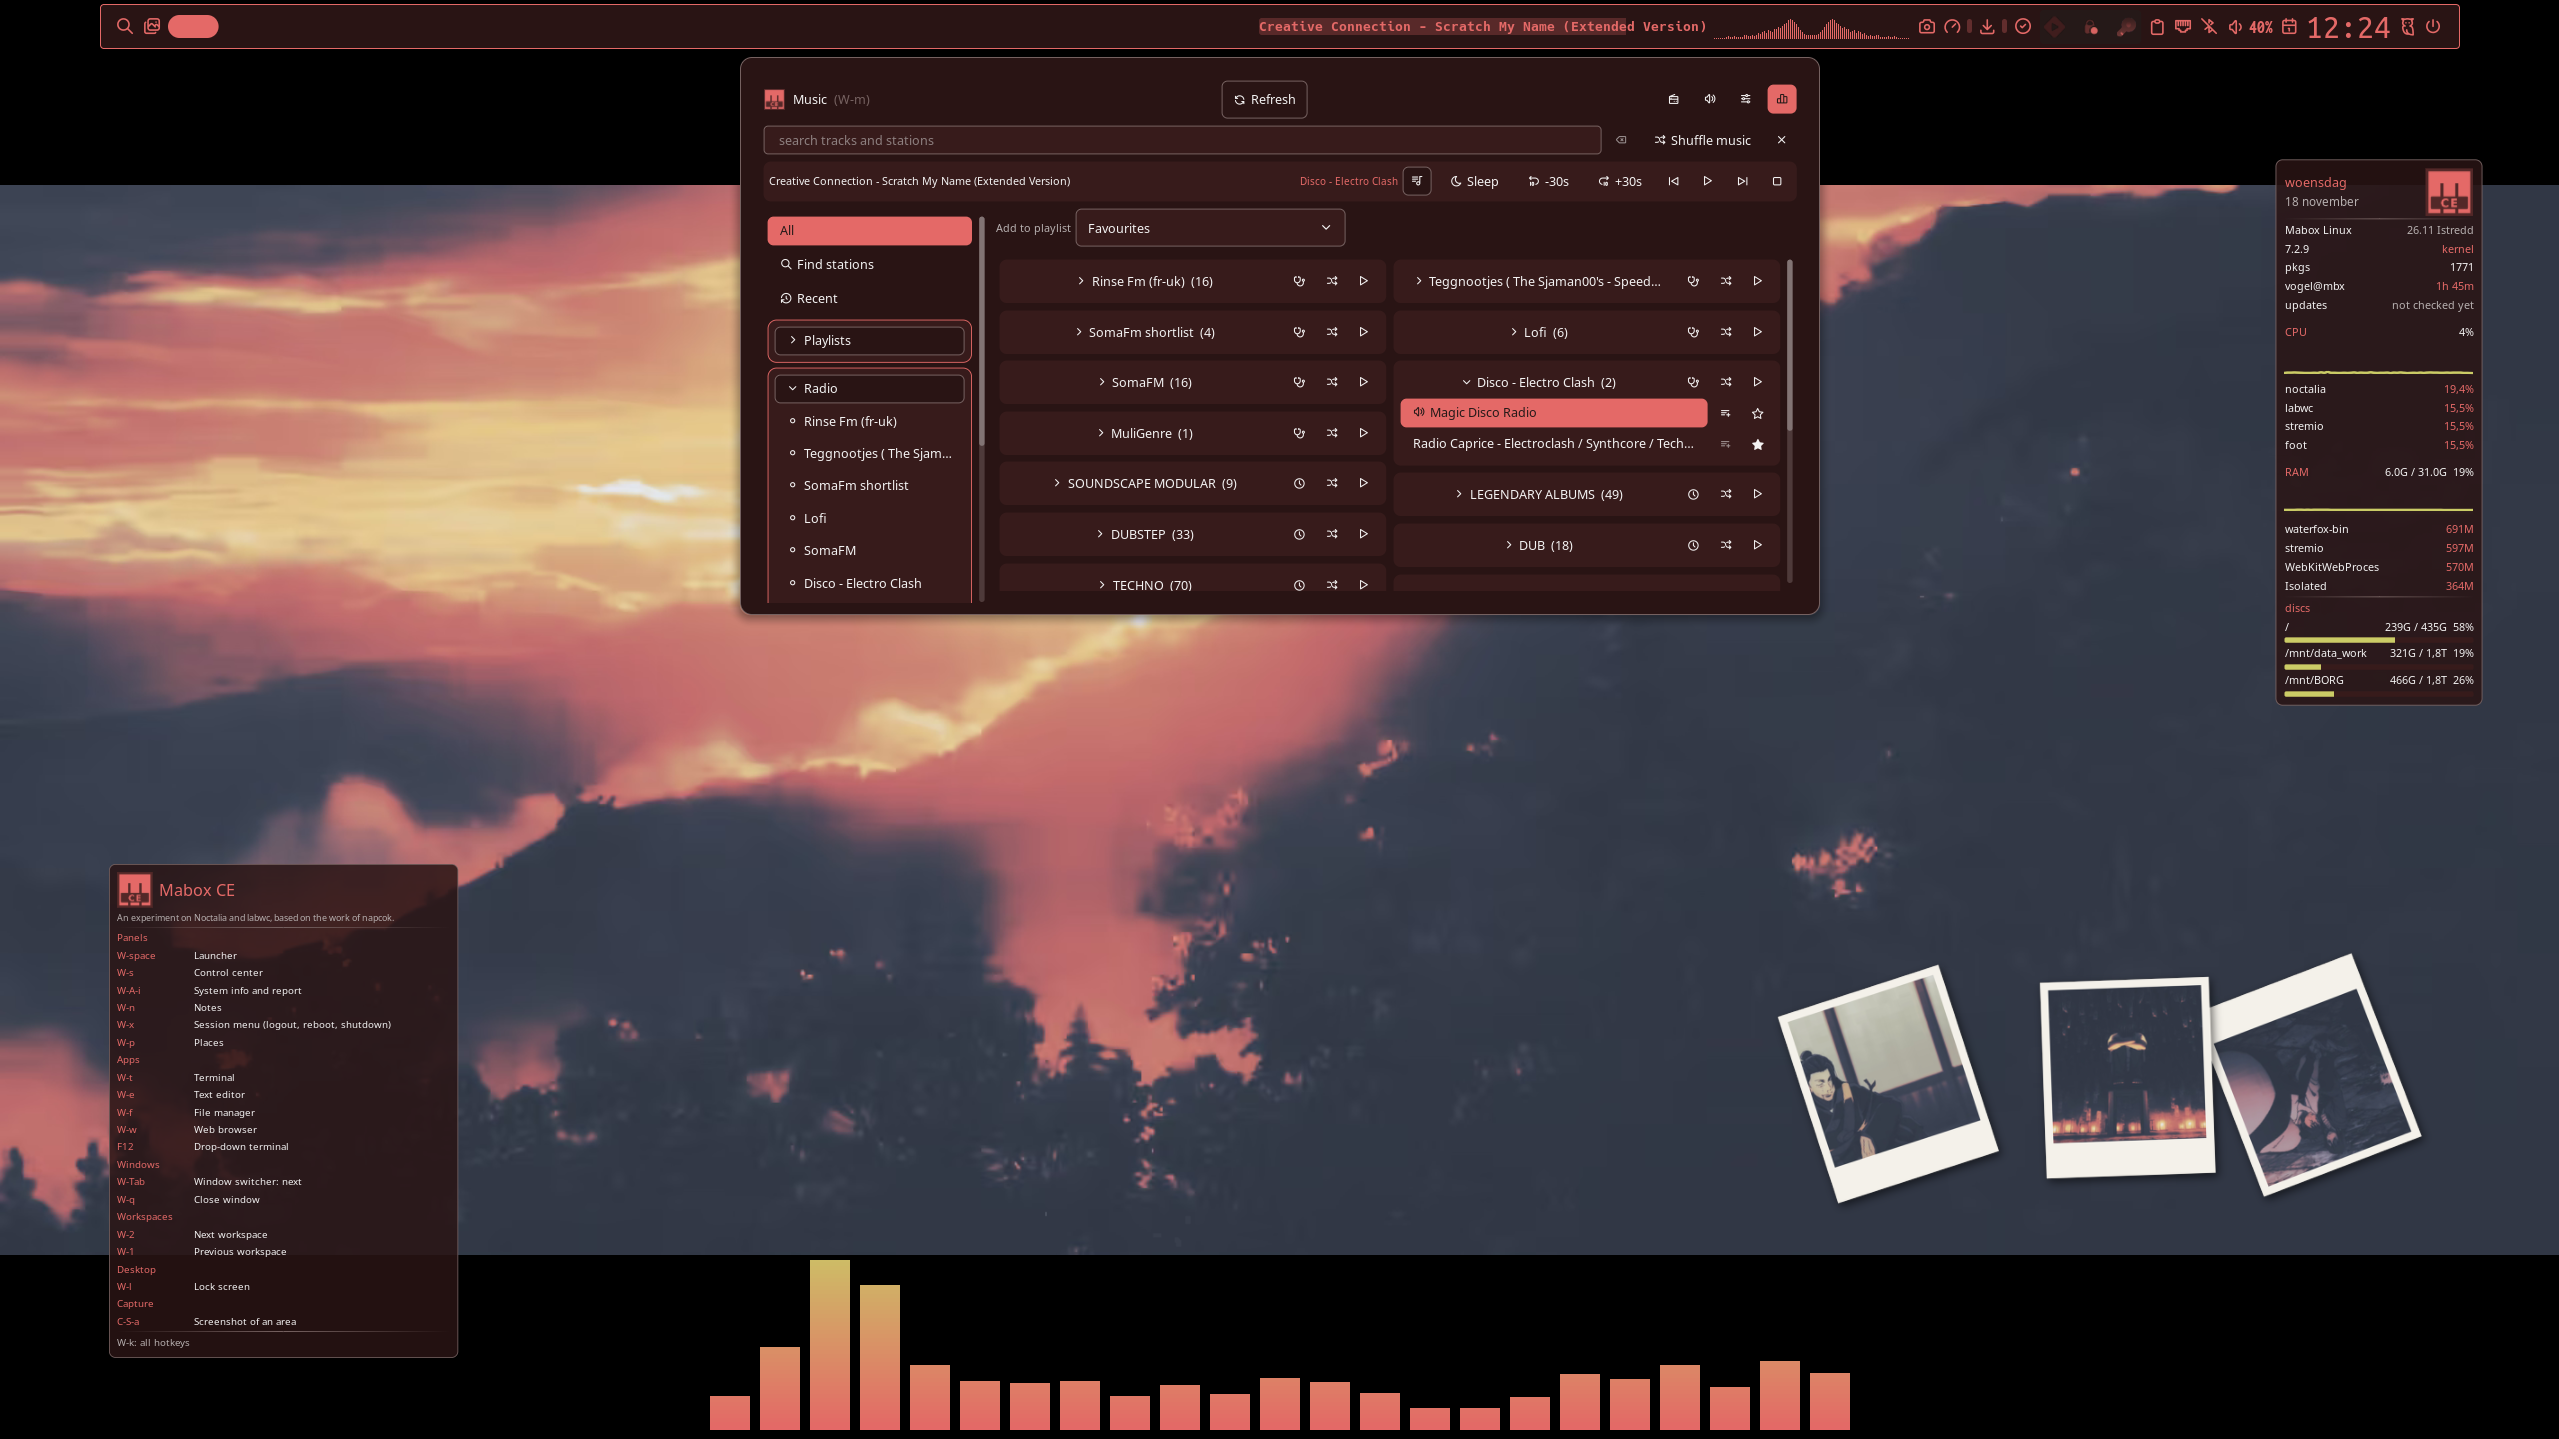 Creative Connection - Scratch My Name (Extended Version)
40%
12:24
Music (W-m)
Refresh
search tracks and stations
Shuffle music
Creative Connection - Scratch My Name (Extended Version)
Disco - Electro Clash
Sleep
-30s
+30s
All
Find stations
Recent
Playlists
Radio
Rinse Fm (fr-uk)
Teggnootjes ( The Sjam...
SomaFm shortlist
Lofi
SomaFM
Disco - Electro Clash
Add to playlist
Favourites
Rinse Fm (fr-uk) (16)
Teggnootjes ( The Sjaman00's - Speed...
SomaFm shortlist (4)
Lofi (6)
SomaFM (16)
Disco - Electro Clash (2)
Magic Disco Radio
Radio Caprice - Electroclash / Synthcore / Tech...
MuliGenre (1)
SOUNDSCAPE MODULAR (9)
LEGENDARY ALBUMS (49)
DUBSTEP (33)
DUB (18)
TECHNO (70)
woensdag
18 november
CE
Mabox Linux 26.11 Istredd
7.2.9 kernel
pkgs 1771
vogel@mbx 1h 45m
updates not checked yet
CPU 4%
noctalia 19,4%
labwc 15,5%
stremio 15,5%
foot 15,5%
RAM 6.0G / 31.0G 19%
waterfox-bin 691M
stremio 597M
WebKitWebProces 570M
Isolated 364M
discs
/ 239G / 435G 58%
/mnt/data_work 321G / 1,8T 19%
/mnt/BORG 466G / 1,8T 26%
CE
Mabox CE
An experiment on Noctalia and labwc, based on the work of napcok.
Panels
W-space Launcher
W-s Control center
W-A-i System info and report
W-n Notes
W-x Session menu (logout, reboot, shutdown)
W-p Places
Apps
W-t Terminal
W-e Text editor
W-f File manager
W-w Web browser
F12 Drop-down terminal
Windows
W-Tab Window switcher: next
W-q Close window
Workspaces
W-2 Next workspace
W-1 Previous workspace
Desktop
W-l Lock screen
Capture
C-S-a Screenshot of an area
W-k: all hotkeys